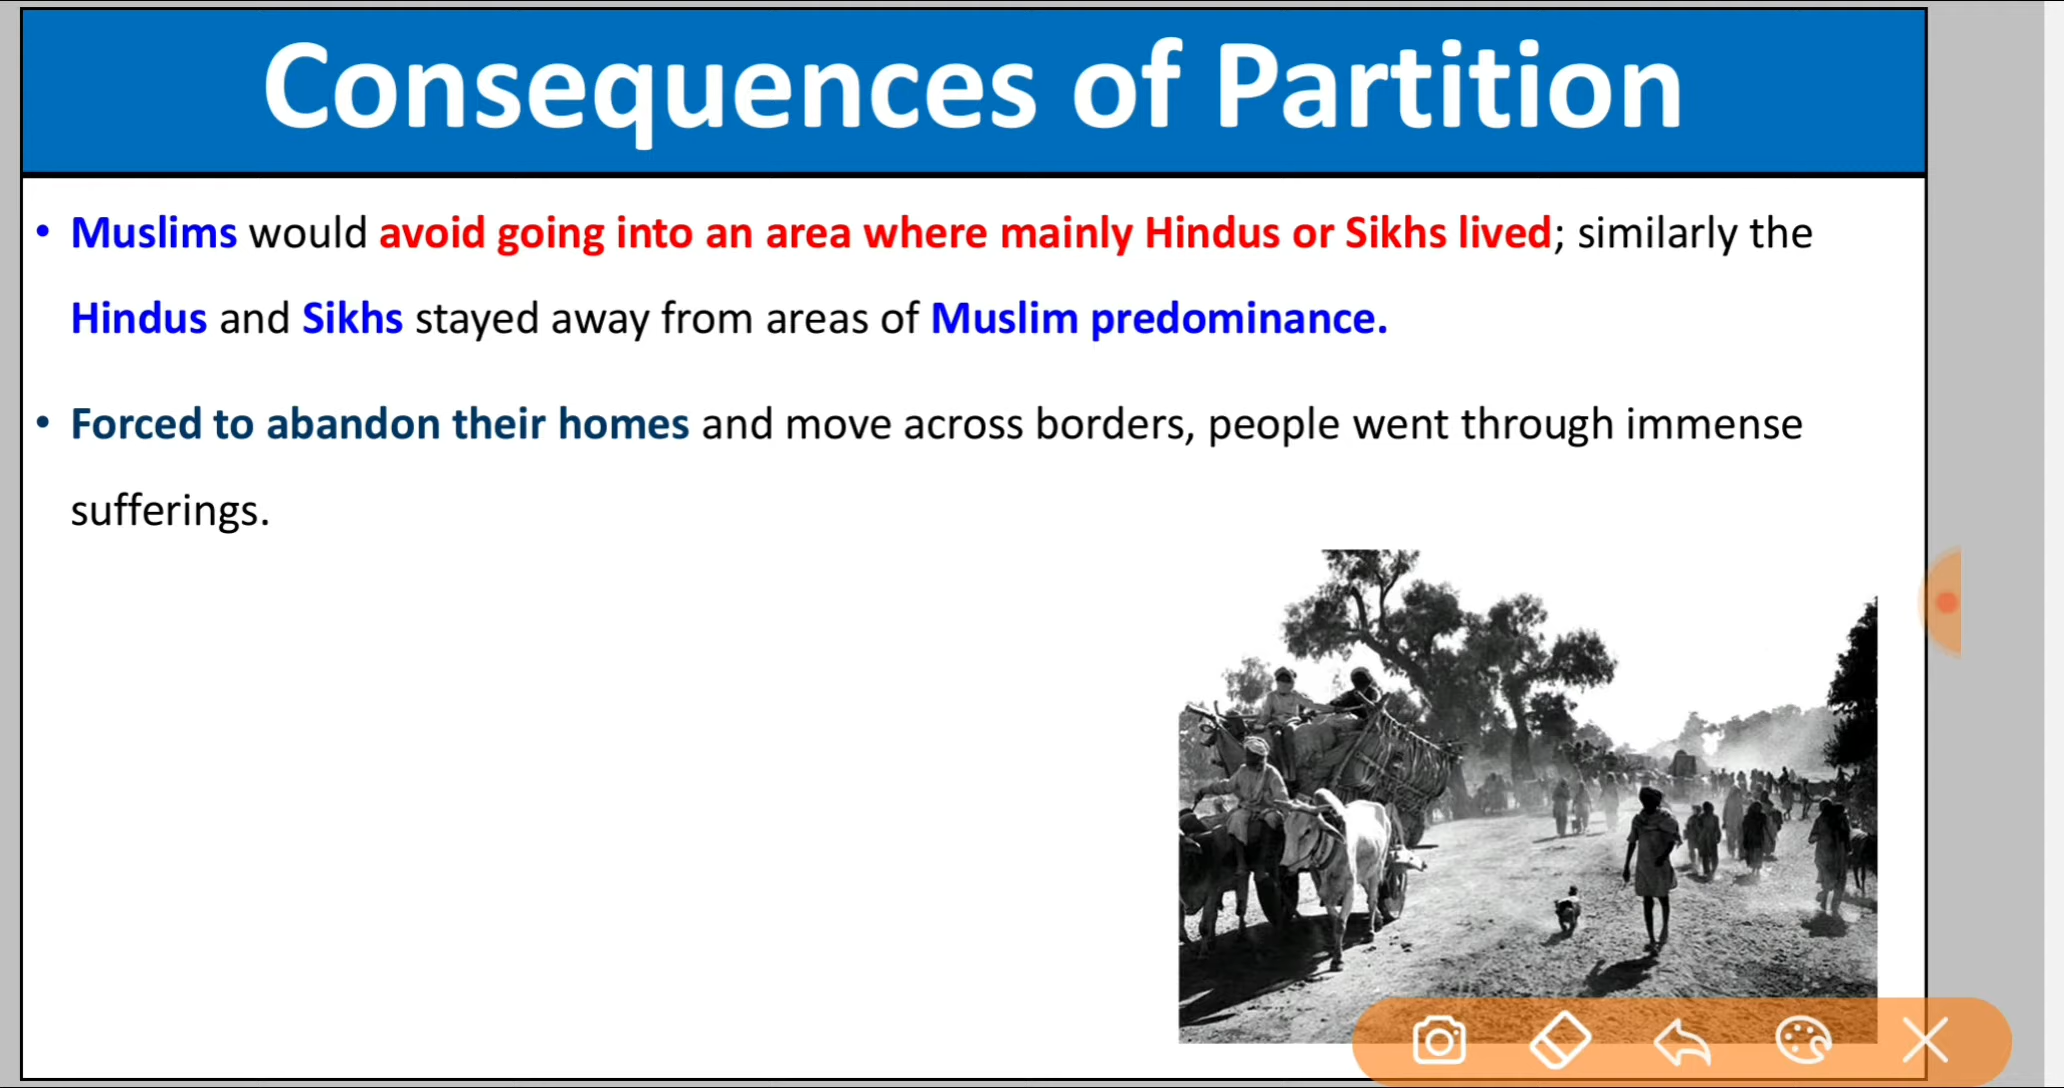 Consequences of Partition
• Muslims would avoid going into an area where mainly Hindus or Sikhs lived; similarly the
Hindus and Sikhs stayed away from areas of Muslim predominance.
• Forced to abandon their homes and move across borders, people went through immense
sufferings.